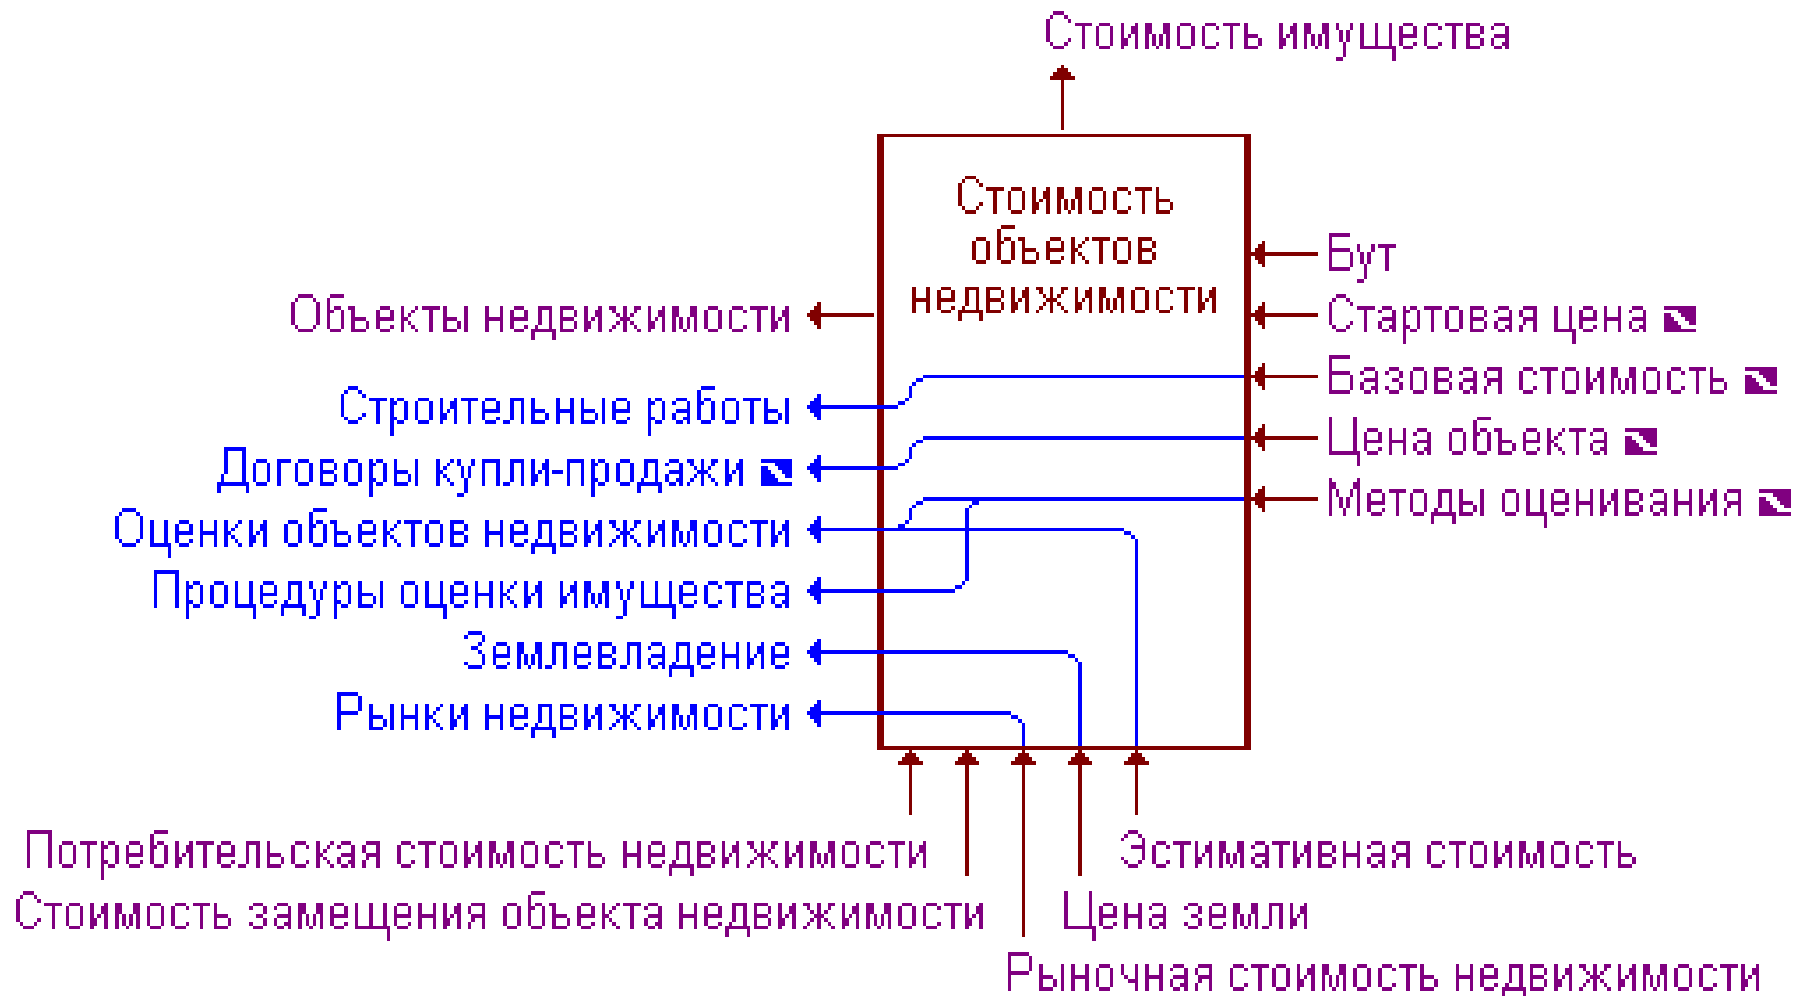 Стоимость имущества
Стоимость
объектов
недвижимости
Бут
Объекты недвижимости
Стартовая цена
Базовая стоимость
Строительные работы
Цена объекта
Договоры купли-продажи
Методы оценивания
Оценки объектов недвижимости
Процедуры оценки имущества
Землевладение
Рынки недвижимости
Потребительская стоимость недвижимости
Эстимативная стоимость
Стоимость замещения объекта недвижимости
Цена земли
Рыночная стоимость недвижимости